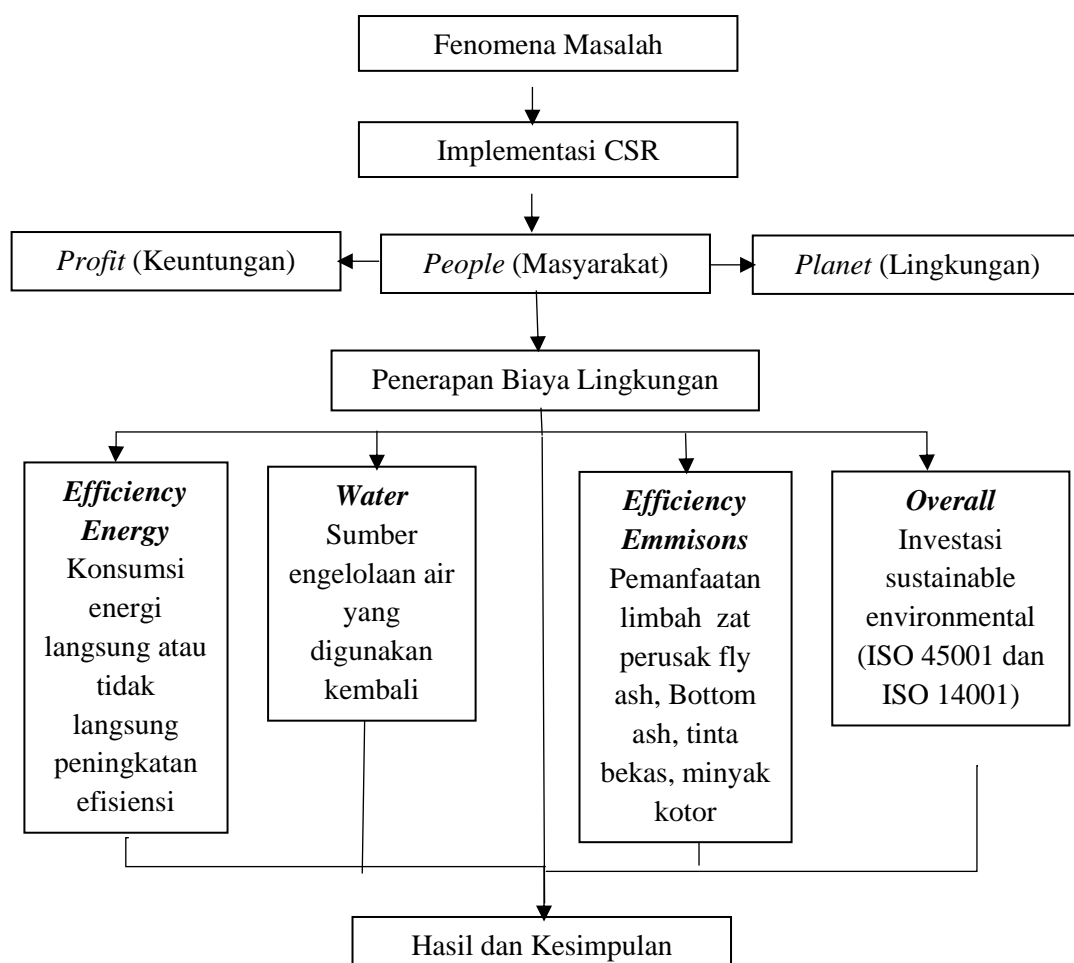 Fenomena Masalah
Implementasi CSR
Profit (Keuntungan)
People (Masyarakat)
Planet (Lingkungan)
Penerapan Biaya Lingkungan
Efficiency
Energy
Konsumsi
energi
langsung atau
tidak
langsung
peningkatan
efisiensi
Water
Sumber
engelolaan air
yang
digunakan
kembali
Efficiency
Emmisons
Pemanfaatan
limbah zat
perusak fly
ash, Bottom
ash, tinta
bekas, minyak
kotor
Overall
Investasi
sustainable
environmental
(ISO 45001 dan
ISO 14001)
Hasil dan Kesimpulan